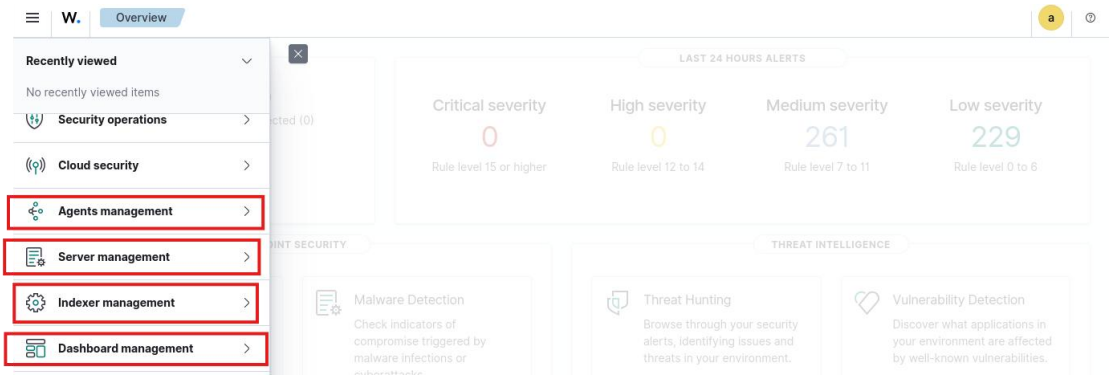 W. Overview a
Recently viewed
No recently viewed items
Security operations
Cloud security
Agents management
Server management
Indexer management
Dashboard management
cted (0)
LAST 24 HOURS ALERTS
Critical severity
0
Rule level 15 or higher
High severity
0
Rule level 12 to 14
Medium severity
261
Rule level 7 to 11
Low severity
229
Rule level 0 to 6
OINT SECURITY
Malware Detection
Check indicators of
compromise triggered by
malware infections or
cyberattacks.
THREAT INTELLIGENCE
Threat Hunting
Browse through your security
alerts, identifying issues and
threats in your environment.
Vulnerability Detection
Discover what applications in
your environment are affected
by well-known vulnerabilities.